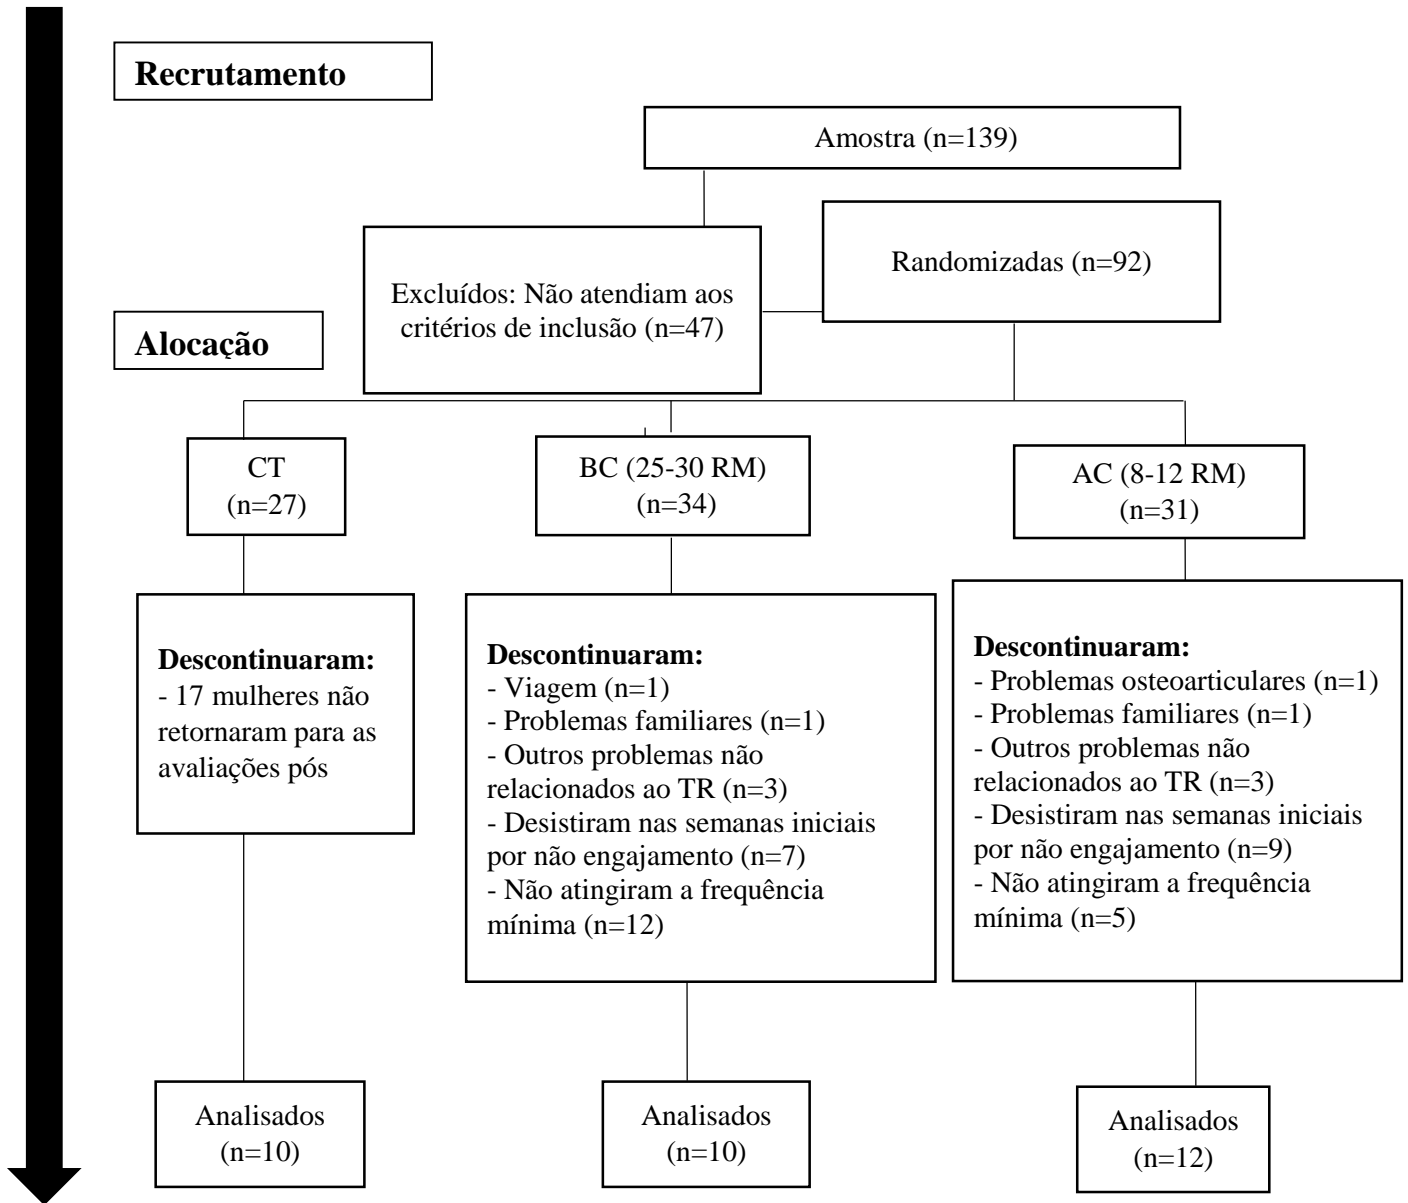 Recrutamento
Amostra (n=139)
Randomizadas (n=92)
Excluídos: Não atendiam aos
critérios de inclusão (n=47)
Alocação
CT
(n=27)
BC (25-30 RM)
(n=34)
AC (8-12 RM)
(n=31)
Descontinuaram:
- 17 mulheres não
retornaram para as
avaliações pós
Descontinuaram:
- Viagem (n=1)
- Problemas familiares (n=1)
- Outros problemas não
relacionados ao TR (n=3)
- Desistiram nas semanas iniciais
por não engajamento (n=7)
- Não atingiram a frequência
mínima (n=12)
Descontinuaram:
- Problemas osteoarticulares (n=1)
- Problemas familiares (n=1)
- Outros problemas não
relacionados ao TR (n=3)
- Desistiram nas semanas iniciais
por não engajamento (n=9)
- Não atingiram a frequência
mínima (n=5)
Analisados
(n=10)
Analisados
(n=10)
Analisados
(n=12)